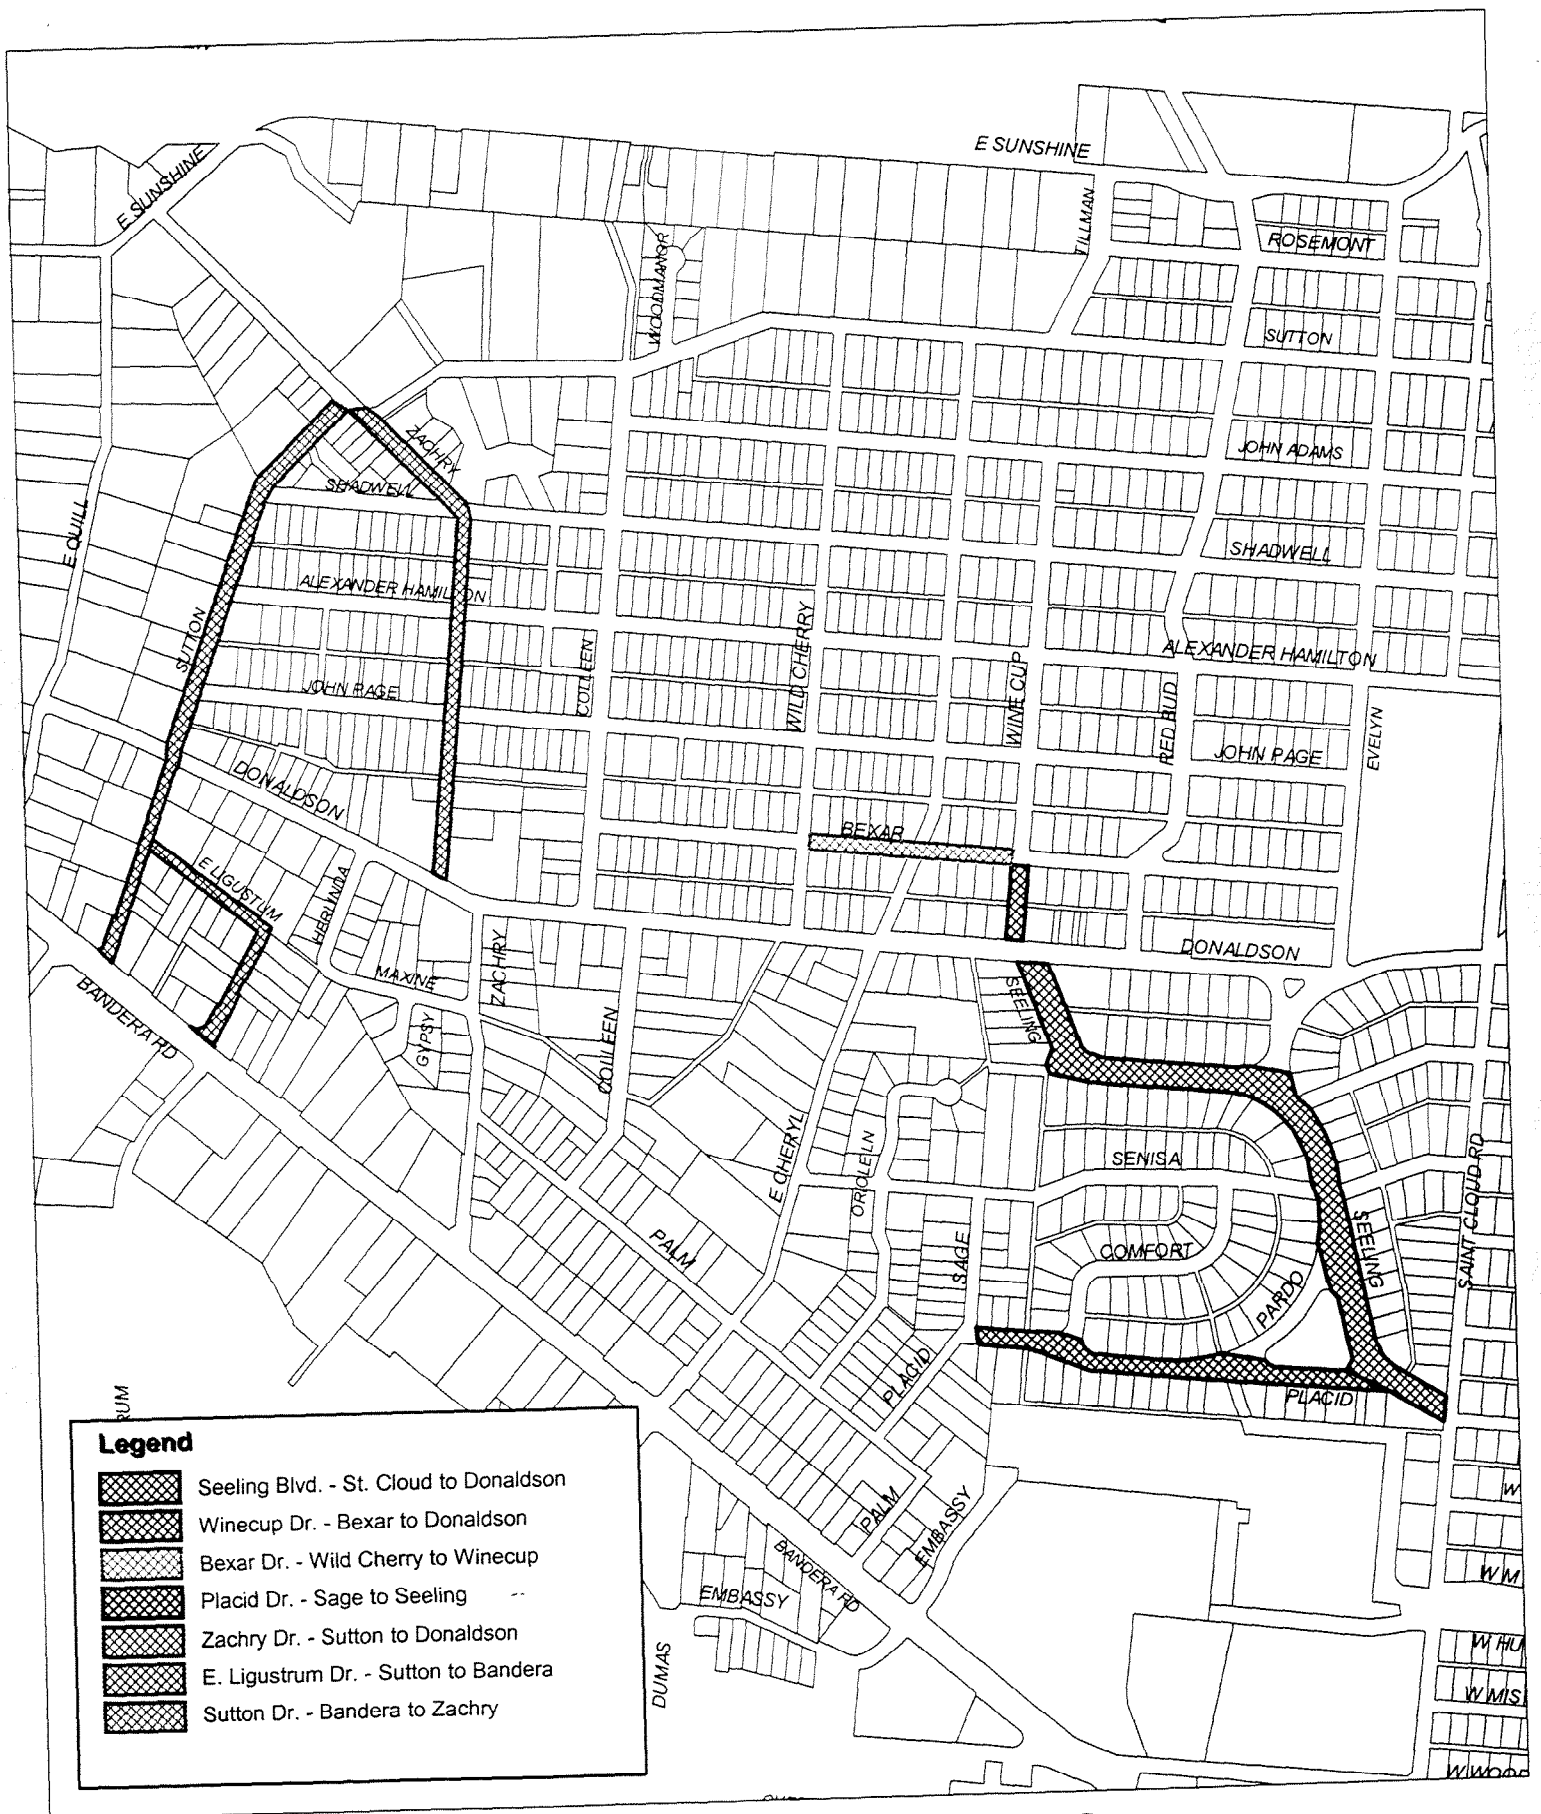 E SUNSHINE
E SUNSHINE
TILLMAN
ROSEMONT
WOODMANOR
SUTTON
ZACHRY
JOHN ADAMS
SHADWELL
E QUILL
SHADWELL
ALEXANDER HAMILTON
SUTTON
WILD CHERRY
COLLEEN
WINE CUP
ALEXANDER HAMILTON
JOHN PAGE
RED BUD
EVELYN
JOHN PAGE
DONALDSON
BEXAR
E LIGUSTUM
HERLINDA
DONALDSON
MAXINE
ZACHRY
SEELING
BANDERA RD
GYPSY
COLLEEN
E CHERYL
ORIOLE LN
SENISA
SAINT CLOUD RD
PALM
SAGE
COMFORT
SEELING
PARDO
PLACID
PLACID
RUM
PALM
EMBASSY
W
BANDERA RD
EMBASSY
W M
DUMAS
W HU
W MIS
W WOOD
Legend
Seeling Blvd. - St. Cloud to Donaldson
Winecup Dr. - Bexar to Donaldson
Bexar Dr. - Wild Cherry to Winecup
Placid Dr. - Sage to Seeling
Zachry Dr. - Sutton to Donaldson
E. Ligustrum Dr. - Sutton to Bandera
Sutton Dr. - Bandera to Zachry